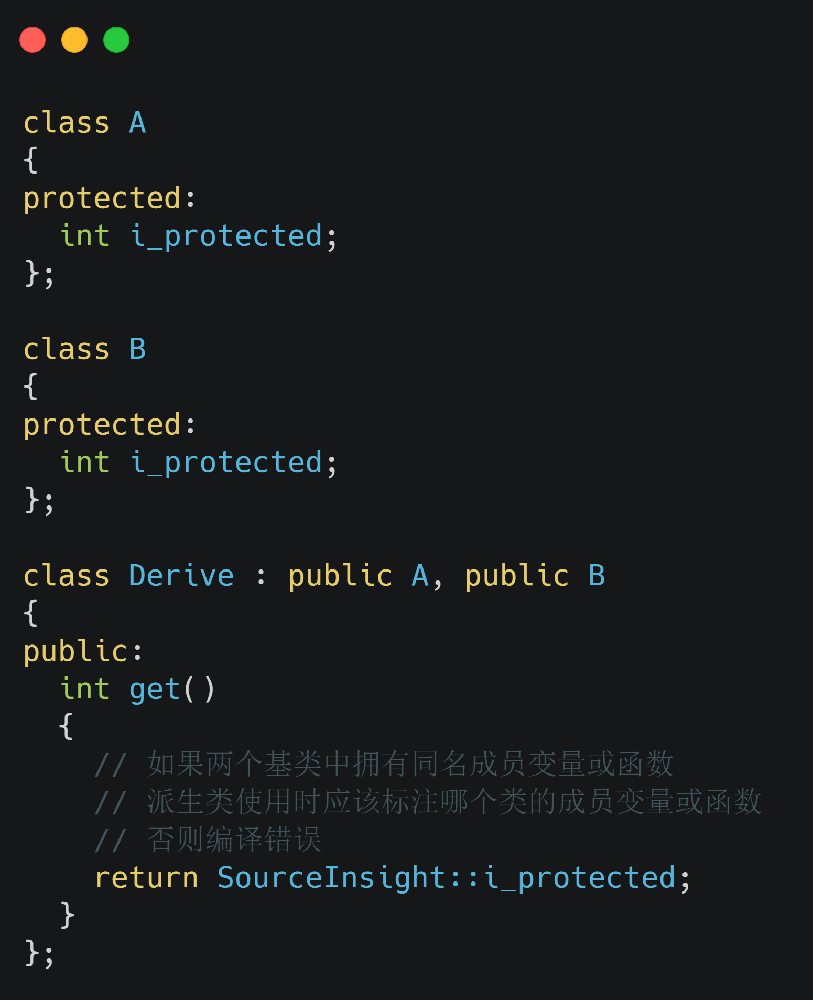 class A
{
protected:
  int i_protected;
};

class B
{
protected:
  int i_protected;
};

class Derive : public A, public B
{
public:
  int get()
  {
    // 如果两个基类中拥有同名成员变量或函数
    // 派生类使用时应该标注哪个类的成员变量或函数
    // 否则编译错误
    return SourceInsight::i_protected;
  }
};